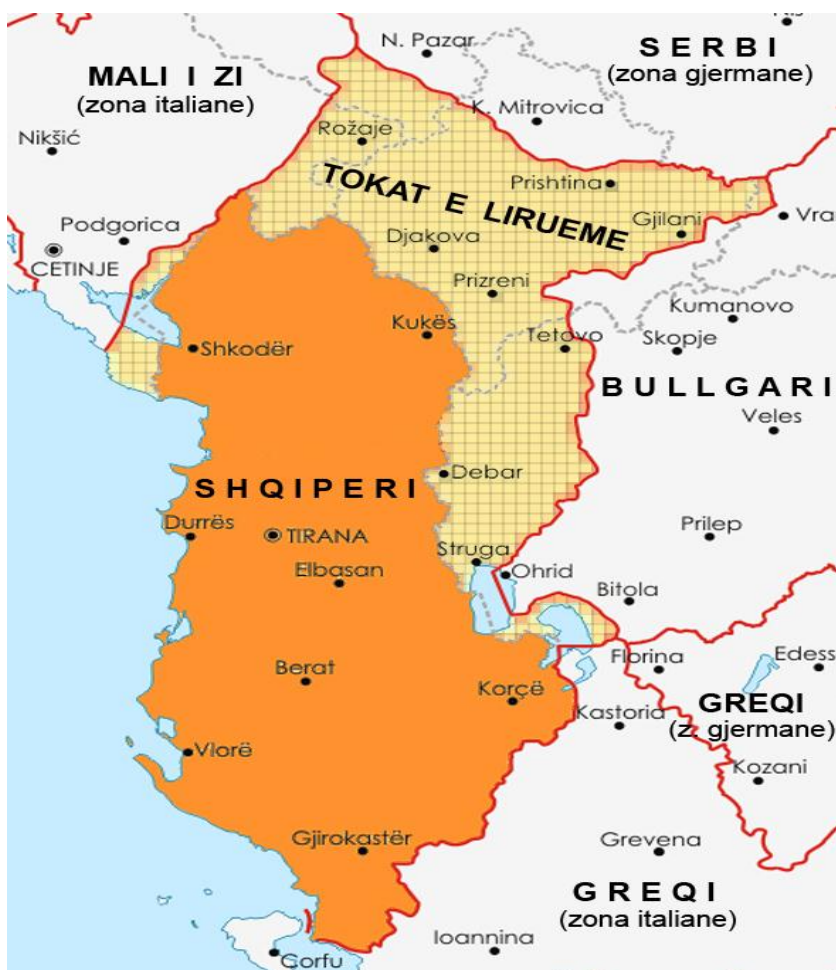 N. Pazar
SERBI
(zona gjermane)
MALI I ZI
(zona italiane)
K. Mitrovica
Rožaje
Nikšić
TOKAT E LIRUEME
Prishtina
Vra
Podgorica
Gjilani
Djakova
CETINJE
Prizreni
Kumanovo
Kukës
Tetovo
Skopje
Shkodër
BULLGARI
Veles
Debar
SHQIPERI
Durrës
TIRANA
Prilep
Struga
Ohrid
Elbasan
Bitola
Berat
Florina
Edess
Korçë
GREQI
(z. gjermane)
Kastoria
Vlorë
Kozani
Gjirokastër
Grevena
GREQI
(zona italiane)
Ioannina
Corfu